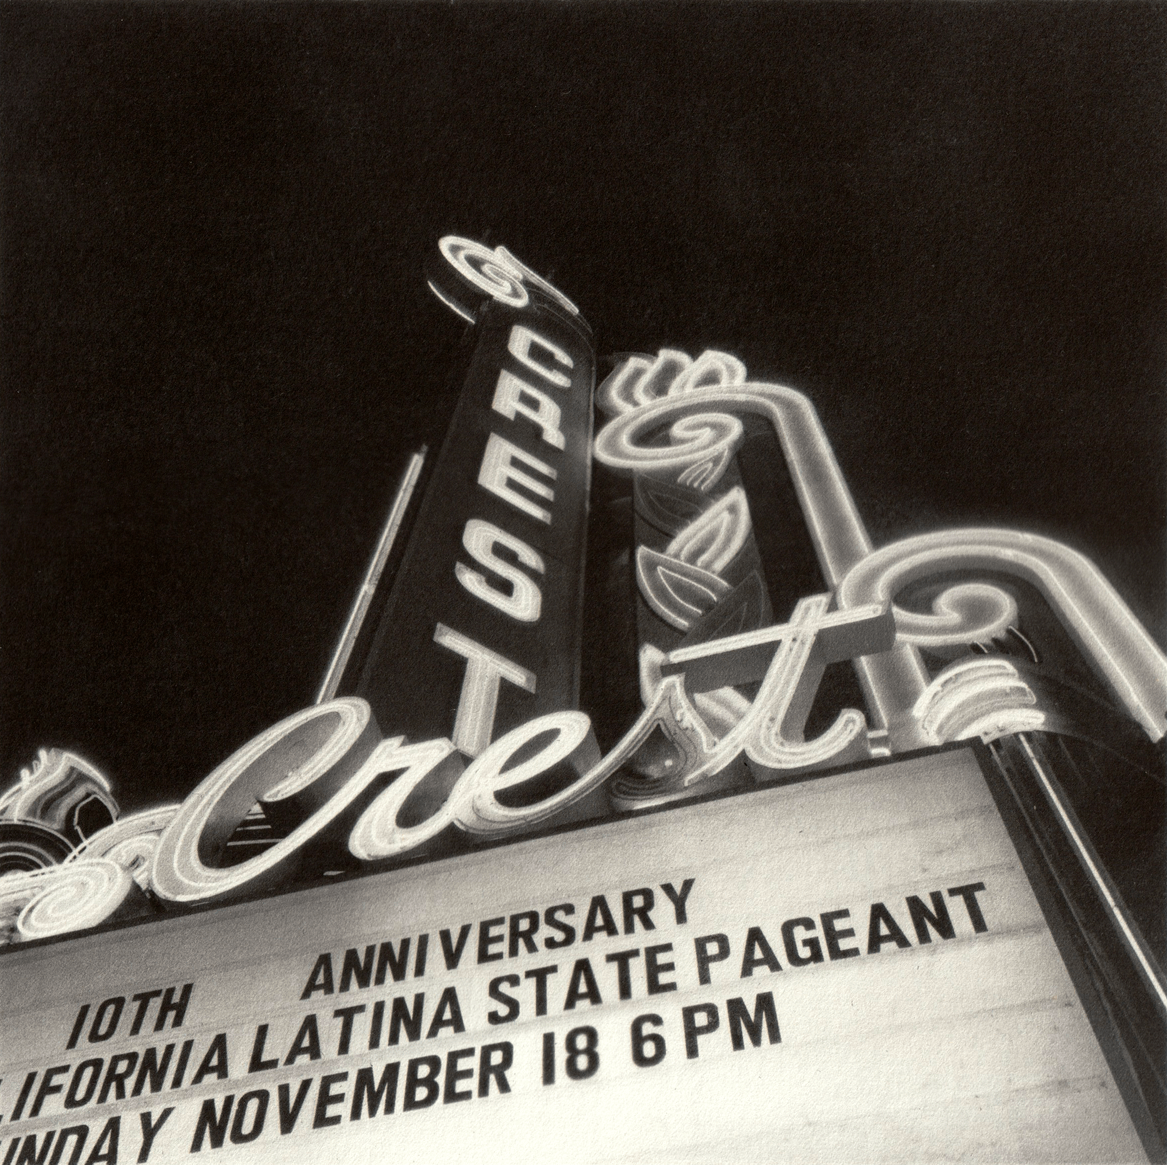 CREST
Crest
10TH ANNIVERSARY
LIFORNIA LATINA STATE PAGEANT
UNDAY NOVEMBER 18 6 PM